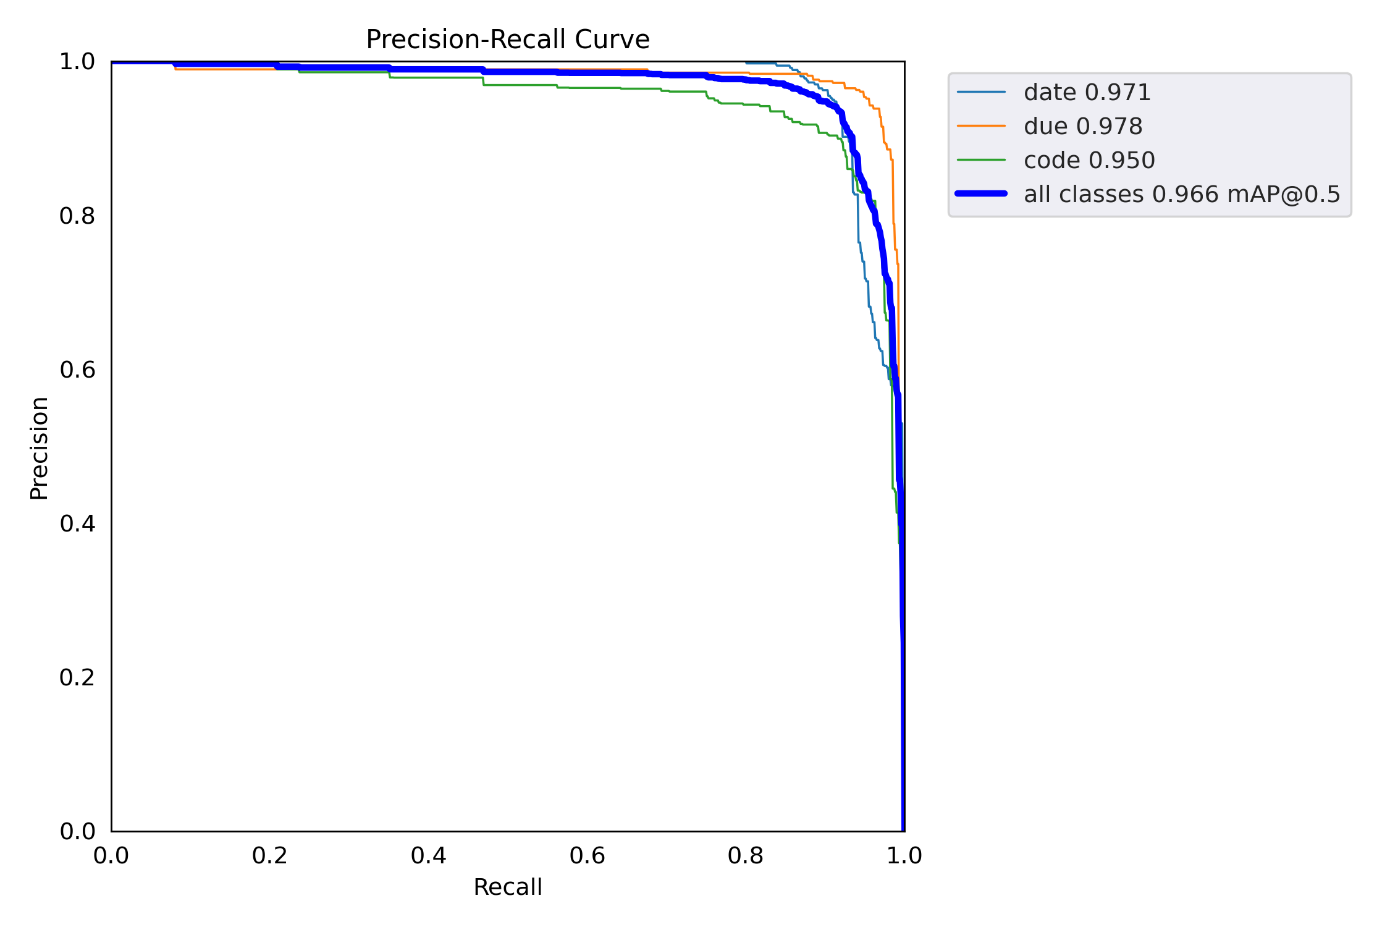 Precision-Recall Curve
date 0.971
due 0.978
code 0.950
all classes 0.966 mAP@0.5
Precision
1.0
0.8
0.6
0.4
0.2
0.0
0.0 0.2 0.4 0.6 0.8 1.0
Recall